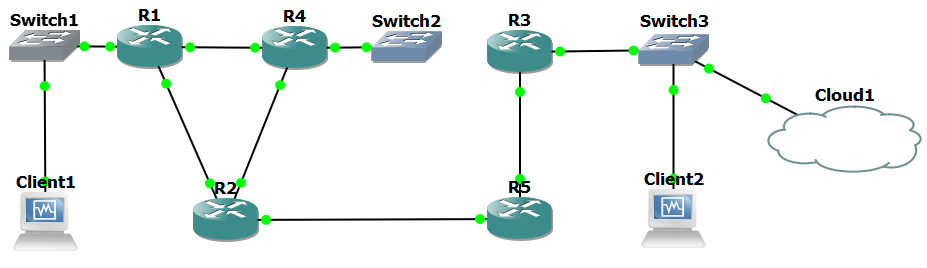 Switch1
R1
R4
Switch2
R3
Switch3
Cloud1
Client1
R2
R5
Client2